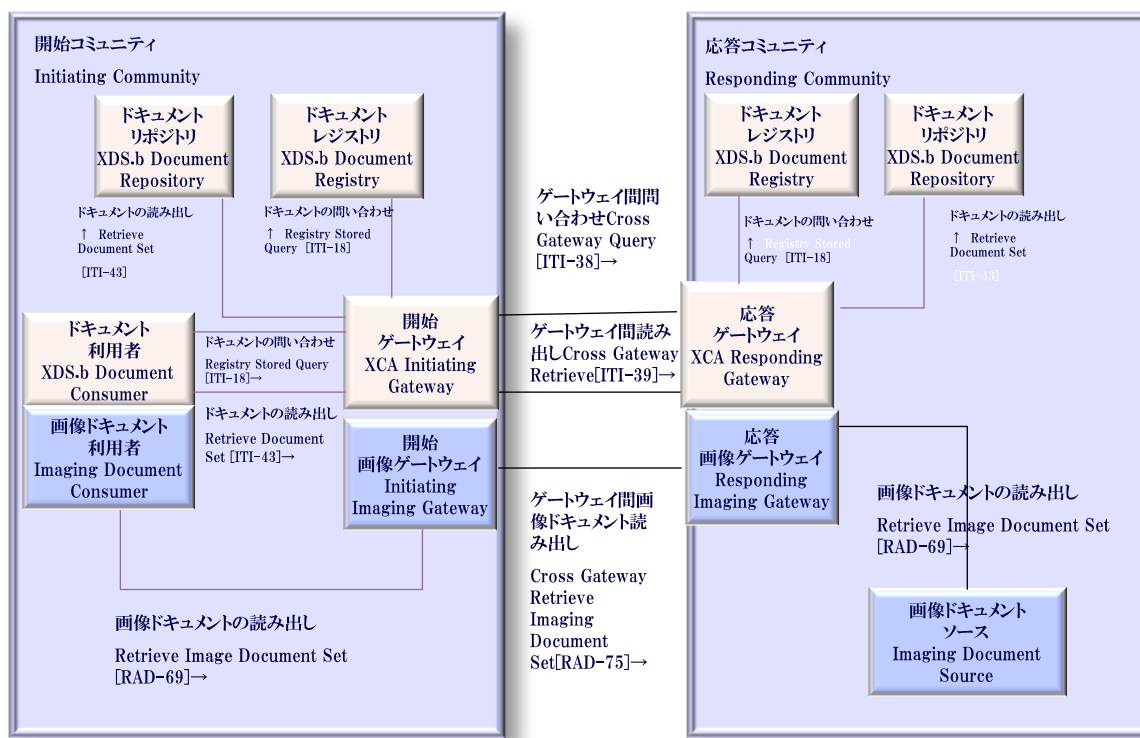 開始コミュニティ
Initiating Community
ドキュメント
リポジトリ
XDS.b Document
Repository
ドキュメント
レジストリ
XDS.b Document
Registry
ドキュメントの読み出し
↑ Retrieve
Document Set
[ITI-43]
ドキュメントの問い合わせ
↑ Registry Stored
Query [ITI-18]
ドキュメント
利用者
XDS.b Document
Consumer
ドキュメントの問い合わせ
Registry Stored Query
[ITI-18]→
開始
ゲートウェイ
XCA Initiating
Gateway
ドキュメントの読み出し
Retrieve Document
Set [ITI-43]→
画像ドキュメント
利用者
Imaging Document
Consumer
開始
画像ゲートウェイ
Initiating
Imaging Gateway
画像ドキュメントの読み出し
Retrieve Image Document Set
[RAD-69]→
ゲートウェイ間問
い合わせCross
Gateway Query
[ITI-38]→
ゲートウェイ間読み
出しCross Gateway
Retrieve[ITI-39]→
ゲートウェイ間画
像ドキュメント読
み出し
Cross Gateway
Retrieve
Imaging
Document
Set[RAD-75]→
応答コミュニティ
Responding Community
ドキュメント
レジストリ
XDS.b Document
Registry
ドキュメント
リポジトリ
XDS.b Document
Repository
ドキュメントの問い合わせ
↑ Registry Stored
Query [ITI-18]
ドキュメントの読み出し
↑ Retrieve
Document Set
[ITI-43]
応答
ゲートウェイ
XCA Responding
Gateway
応答
画像ゲートウェイ
Responding
Imaging Gateway
画像ドキュメントの読み出し
Retrieve Image Document Set
[RAD-69]→
画像ドキュメント
ソース
Imaging Document
Source